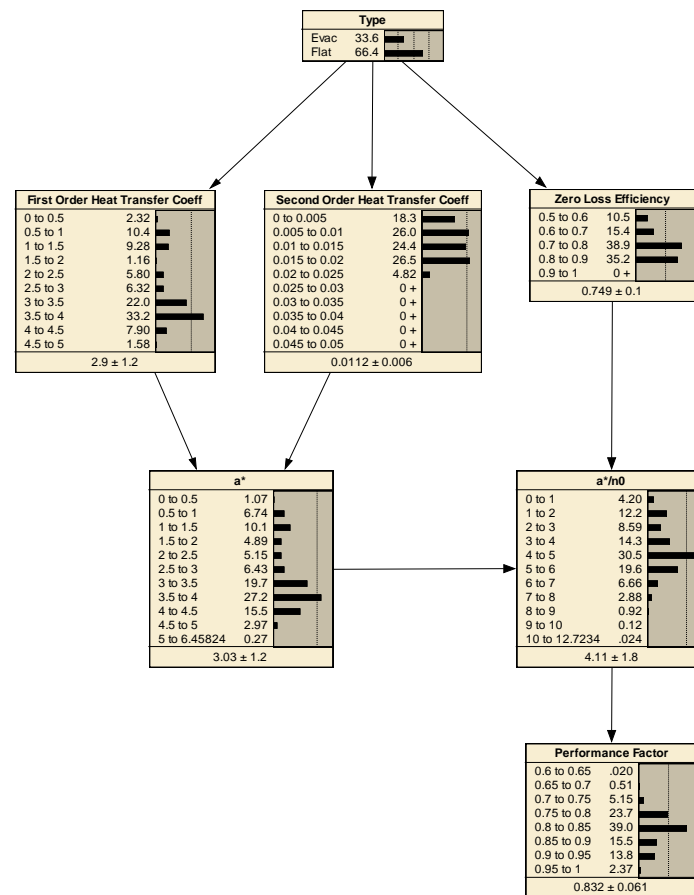 Type
Evac 33.6
Flat 66.4
First Order Heat Transfer Coeff
0 to 0.5 2.32
0.5 to 1 10.4
1 to 1.5 9.28
1.5 to 2 1.16
2 to 2.5 5.80
2.5 to 3 6.32
3 to 3.5 22.0
3.5 to 4 33.2
4 to 4.5 7.90
4.5 to 5 1.58
2.9 ± 1.2
Second Order Heat Transfer Coeff
0 to 0.005 18.3
0.005 to 0.01 26.0
0.01 to 0.015 24.4
0.015 to 0.02 26.5
0.02 to 0.025 4.82
0.025 to 0.03 0 +
0.03 to 0.035 0 +
0.035 to 0.04 0 +
0.04 to 0.045 0 +
0.045 to 0.05 0 +
0.0112 ± 0.006
Zero Loss Efficiency
0.5 to 0.6 10.5
0.6 to 0.7 15.4
0.7 to 0.8 38.9
0.8 to 0.9 35.2
0.9 to 1 0 +
0.749 ± 0.1
a*
0 to 0.5 1.07
0.5 to 1 6.74
1 to 1.5 10.1
1.5 to 2 4.89
2 to 2.5 5.15
2.5 to 3 6.43
3 to 3.5 19.7
3.5 to 4 27.2
4 to 4.5 15.5
4.5 to 5 2.97
5 to 6.45824 0.27
3.03 ± 1.2
a*/n0
0 to 1 4.20
1 to 2 12.2
2 to 3 8.59
3 to 4 14.3
4 to 5 30.5
5 to 6 19.6
6 to 7 6.66
7 to 8 2.88
8 to 9 0.92
9 to 10 0.12
10 to 12.7234 .024
4.11 ± 1.8
Performance Factor
0.6 to 0.65 .020
0.65 to 0.7 0.51
0.7 to 0.75 5.15
0.75 to 0.8 23.7
0.8 to 0.85 39.0
0.85 to 0.9 15.5
0.9 to 0.95 13.8
0.95 to 1 2.37
0.832 ± 0.061